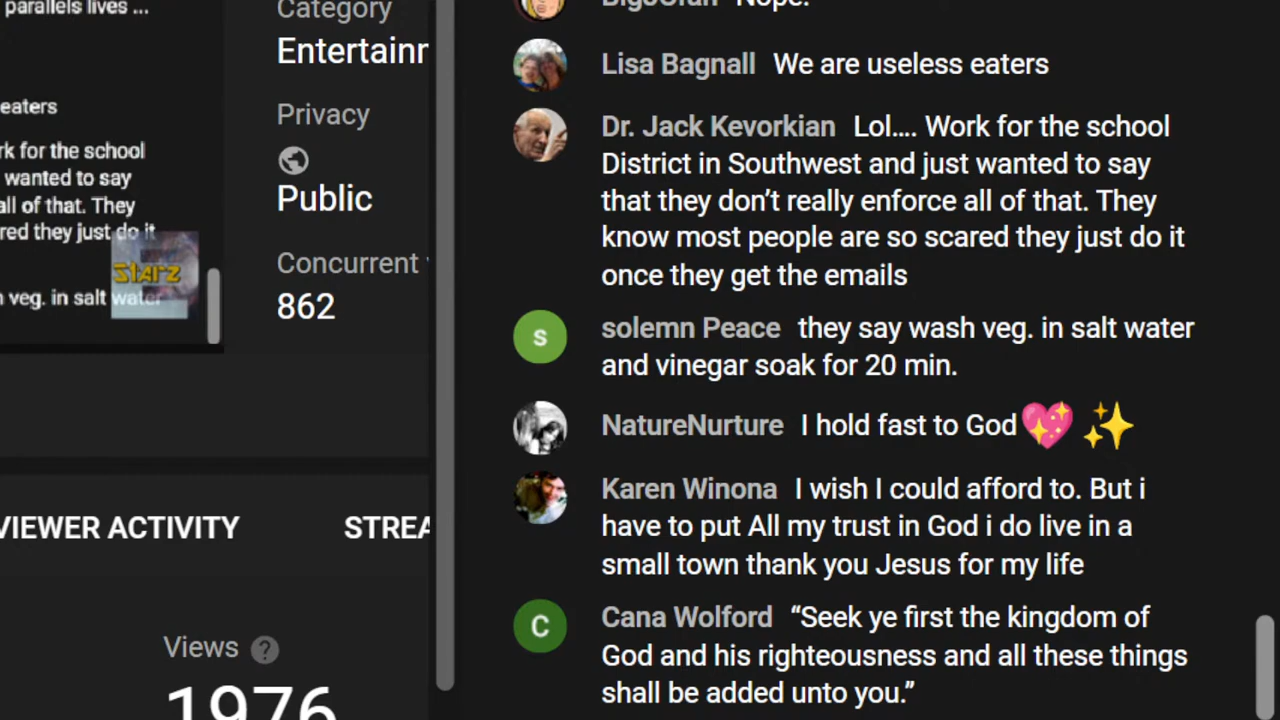 parallels lives ...
eaters
rk for the school
wanted to say
all of that. They
red they just do it
Starz
n veg. in salt water
Category
Entertainr
Privacy
Public
Concurrent
862
VIEWER ACTIVITY
STREA
Views ?
1976
Nope.
Lisa Bagnall We are useless eaters
Dr. Jack Kevorkian Lol.... Work for the school
District in Southwest and just wanted to say
that they don’t really enforce all of that. They
know most people are so scared they just do it
once they get the emails
s
solemn Peace they say wash veg. in salt water
and vinegar soak for 20 min.
NatureNurture I hold fast to God💖 ✨
Karen Winona I wish I could afford to. But i
have to put All my trust in God i do live in a
small town thank you Jesus for my life
C
Cana Wolford “Seek ye first the kingdom of
God and his righteousness and all these things
shall be added unto you.”